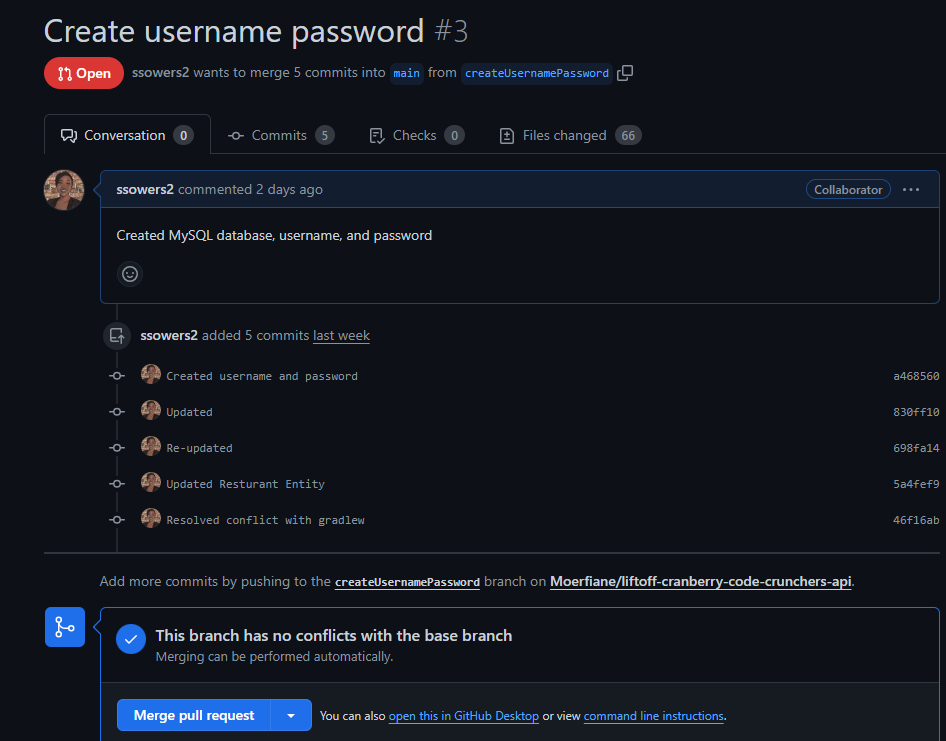 Create username password #3
Open ssowers2 wants to merge 5 commits into main from createUsernamePassword
Conversation 0 Commits 5 Checks 0 Files changed 66
ssowers2 commented 2 days ago Collaborator
Created MySQL database, username, and password
ssowers2 added 5 commits last week
Created username and password a468560
Updated 830ff10
Re-updated 698fa14
Updated Resturant Entity 5a4fef9
Resolved conflict with gradlew 46f16ab
Add more commits by pushing to the createUsernamePassword branch on Moerfiane/liftoff-cranberry-code-crunchers-api.
This branch has no conflicts with the base branch
Merging can be performed automatically.
Merge pull request You can also open this in GitHub Desktop or view command line instructions.